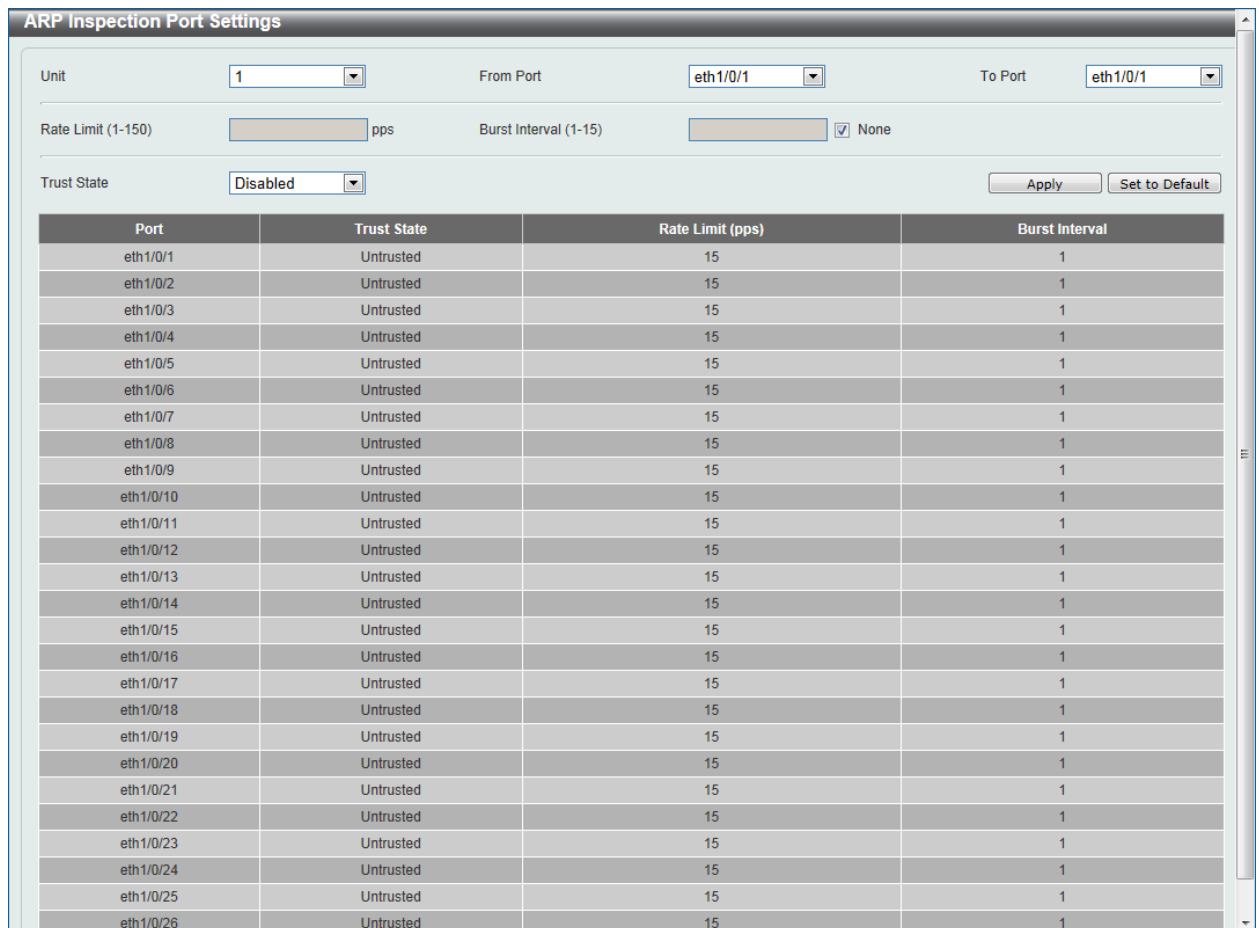 ARP Inspection Port Settings
Unit 1 From Port eth1/0/1 To Port eth1/0/1
Rate Limit (1-150) pps Burst Interval (1-15) None
Trust State Disabled Apply Set to Default
Port Trust State Rate Limit (pps) Burst Interval
eth1/0/1 Untrusted 15 1
eth1/0/2 Untrusted 15 1
eth1/0/3 Untrusted 15 1
eth1/0/4 Untrusted 15 1
eth1/0/5 Untrusted 15 1
eth1/0/6 Untrusted 15 1
eth1/0/7 Untrusted 15 1
eth1/0/8 Untrusted 15 1
eth1/0/9 Untrusted 15 1
eth1/0/10 Untrusted 15 1
eth1/0/11 Untrusted 15 1
eth1/0/12 Untrusted 15 1
eth1/0/13 Untrusted 15 1
eth1/0/14 Untrusted 15 1
eth1/0/15 Untrusted 15 1
eth1/0/16 Untrusted 15 1
eth1/0/17 Untrusted 15 1
eth1/0/18 Untrusted 15 1
eth1/0/19 Untrusted 15 1
eth1/0/20 Untrusted 15 1
eth1/0/21 Untrusted 15 1
eth1/0/22 Untrusted 15 1
eth1/0/23 Untrusted 15 1
eth1/0/24 Untrusted 15 1
eth1/0/25 Untrusted 15 1
eth1/0/26 Untrusted 15 1